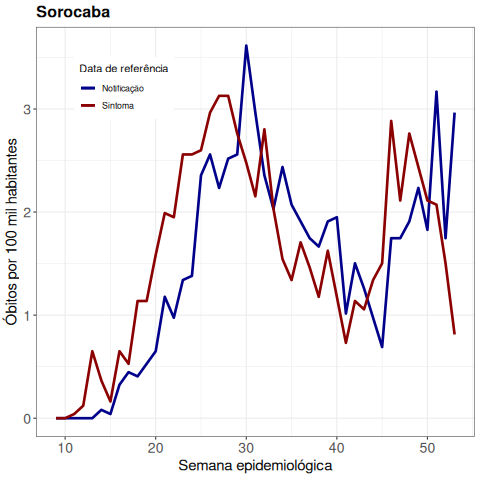 Sorocaba
Data de referência
Notificação
Sintoma
Óbitos por 100 mil habitantes
3
2
1
0
10 20 30 40 50
Semana epidemiológica